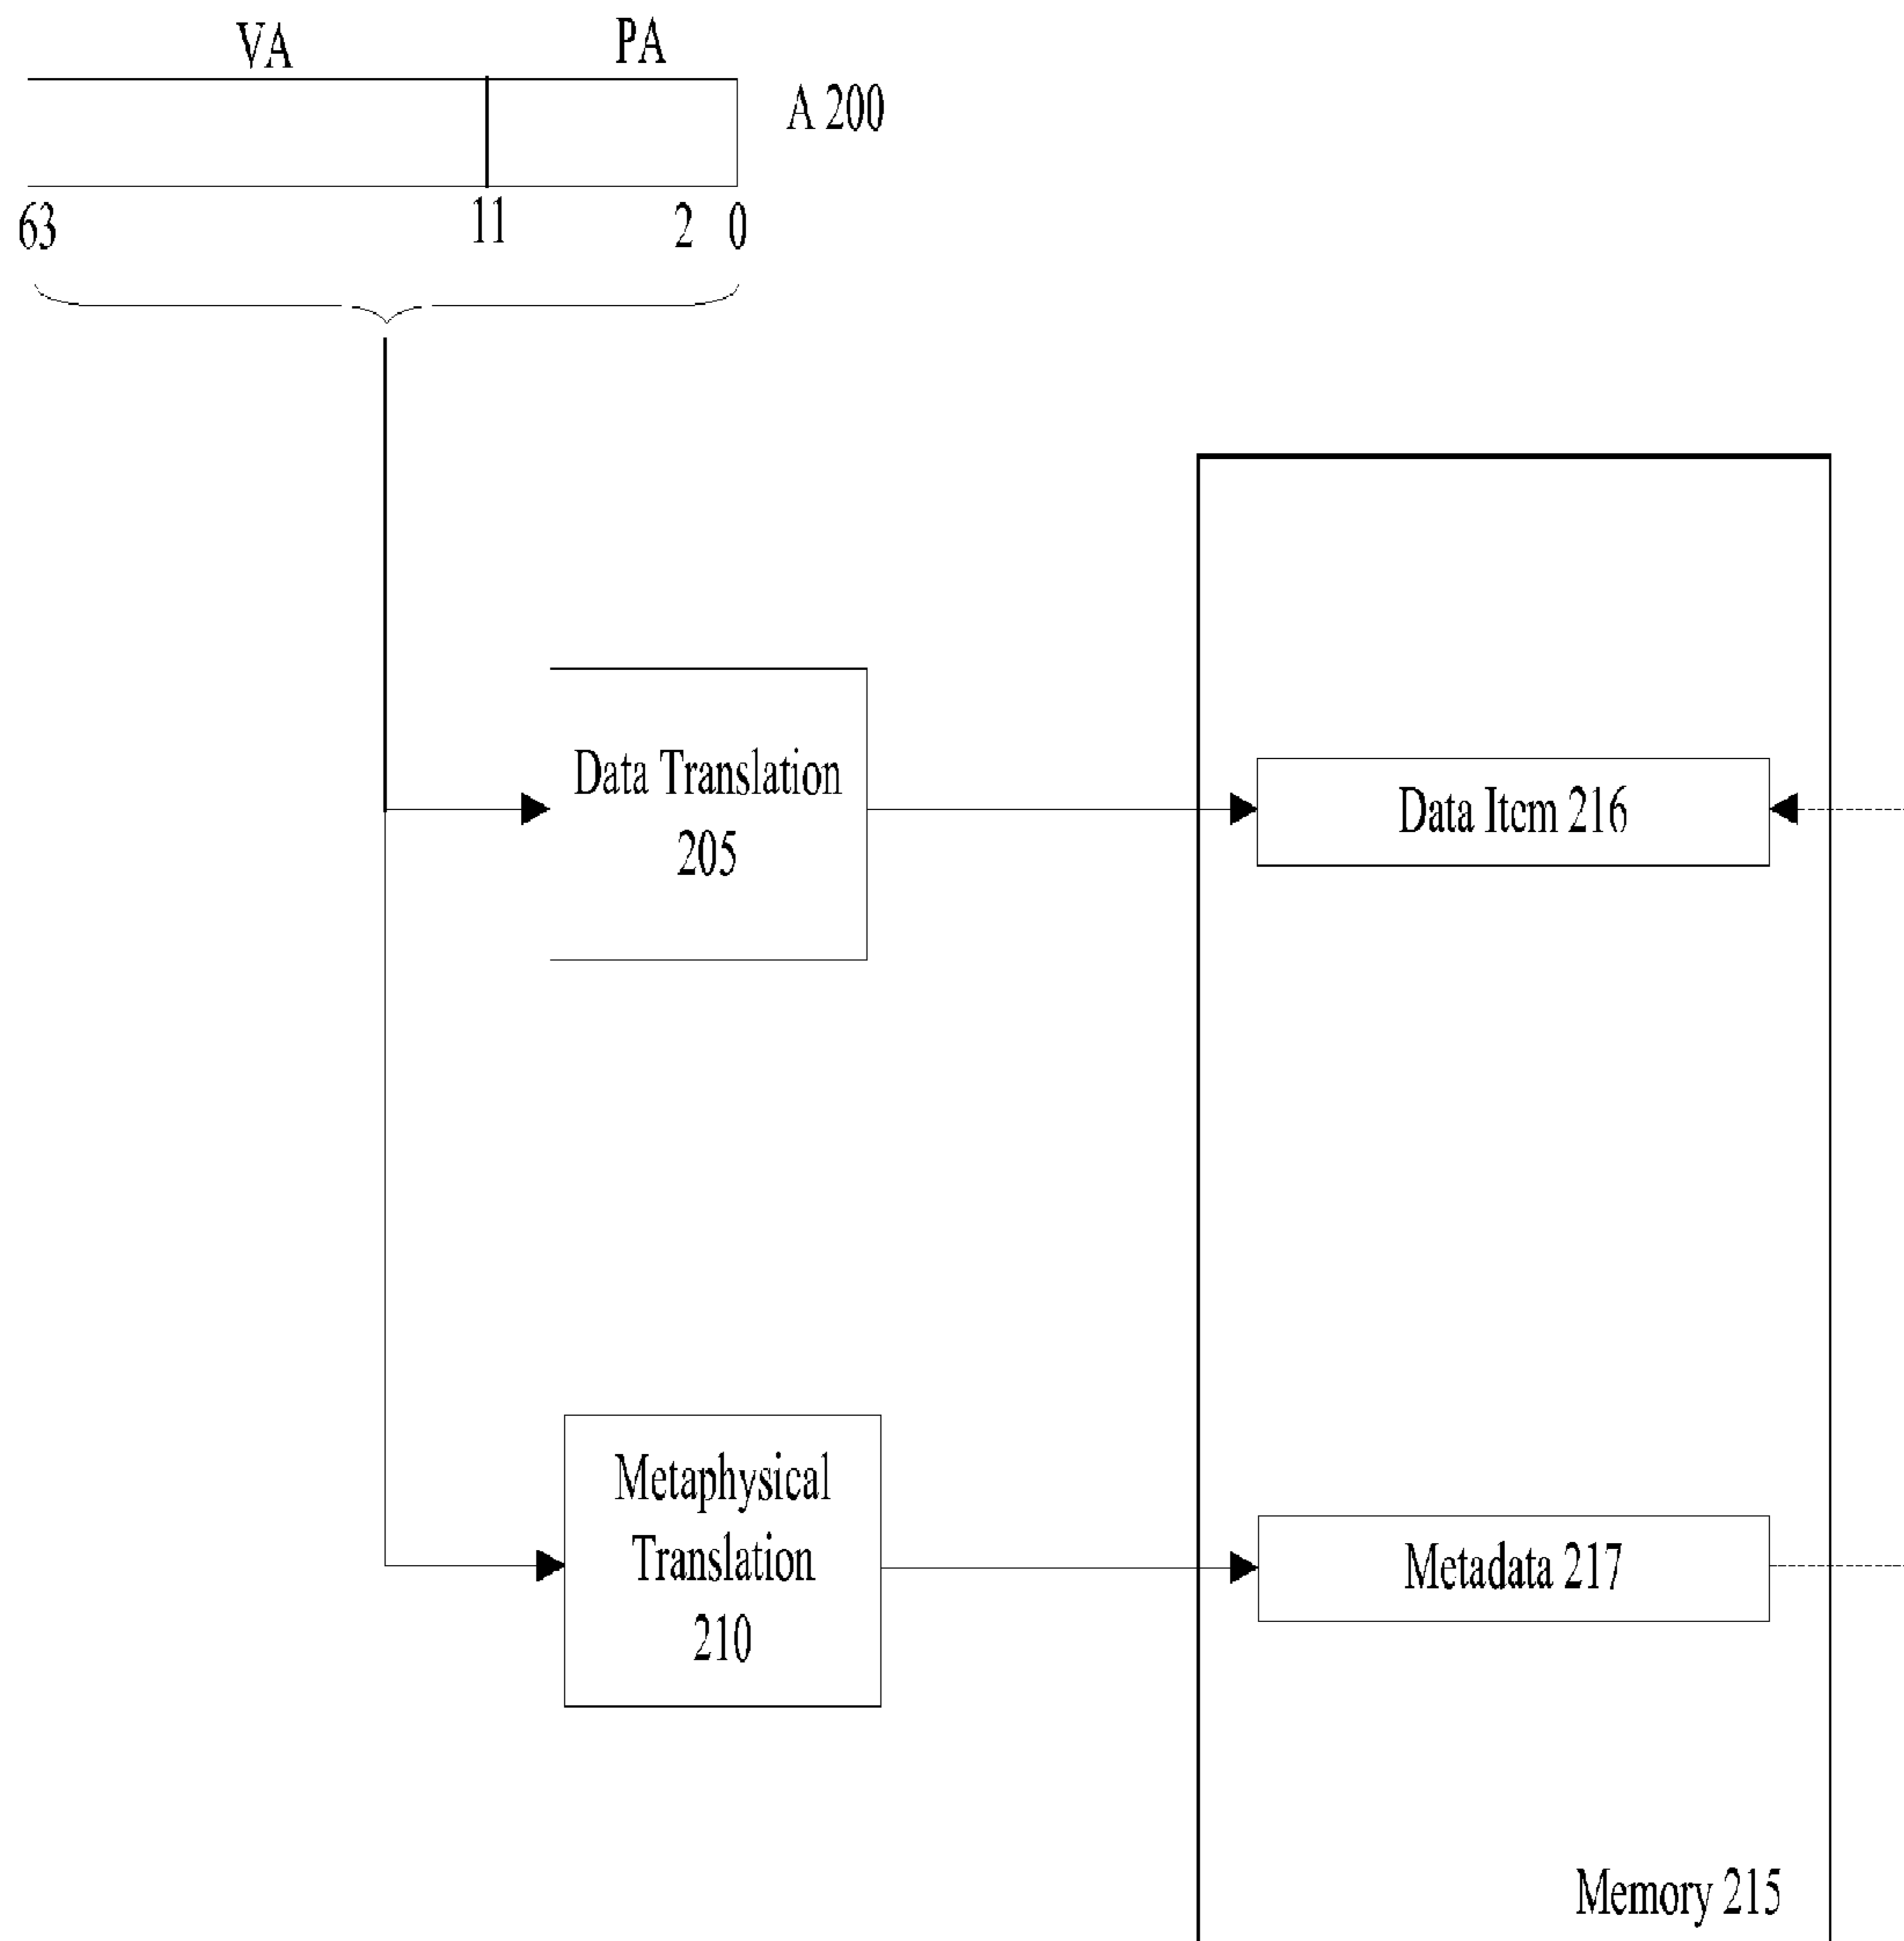 VA PA
A 200
63 11 2 0
Data Translation
205
Data Item 216
Metaphysical
Translation
210
Metadata 217
Memory 215